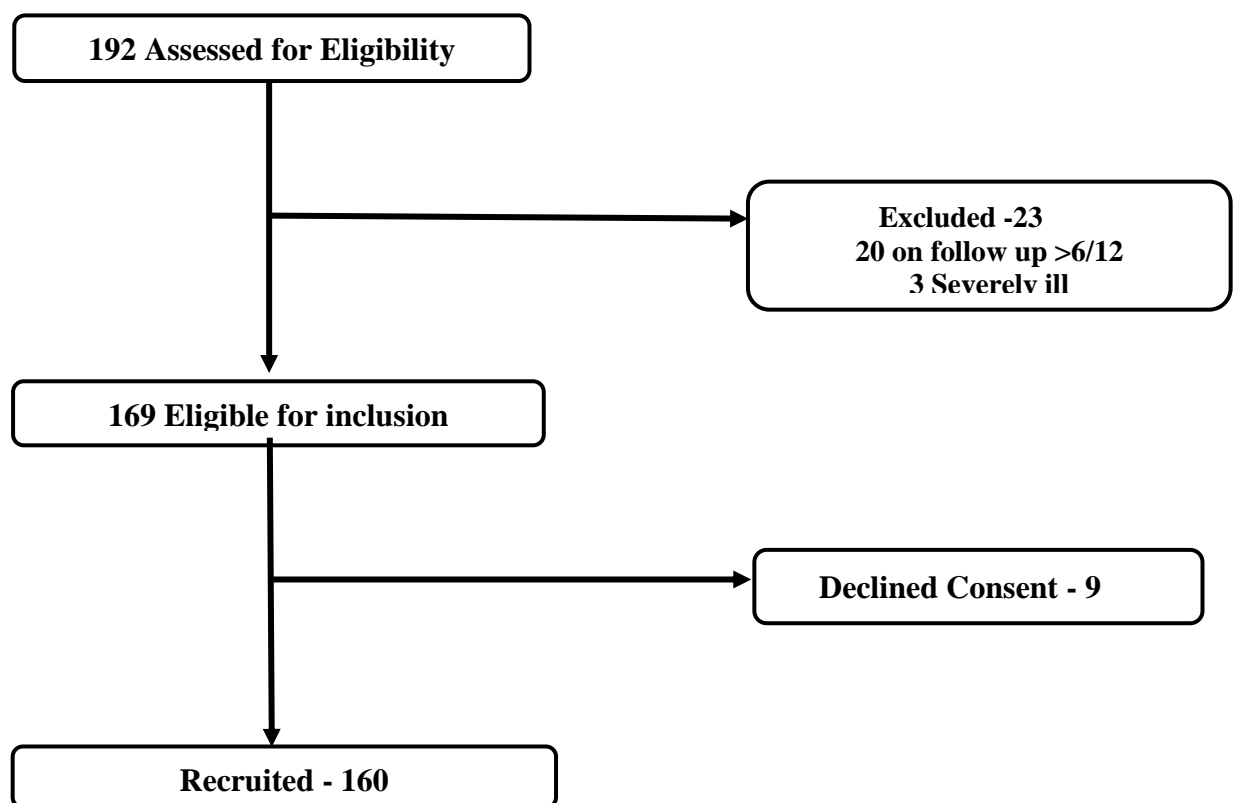 192 Assessed for Eligibility
Excluded -23
20 on follow up >6/12
3 Severely ill
169 Eligible for inclusion
Declined Consent - 9
Recruited - 160